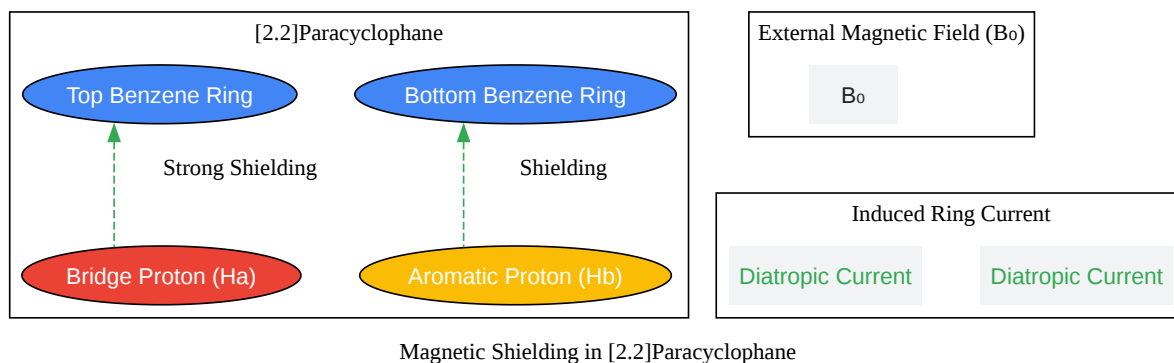 [2.2]Paracyclophane
Top Benzene Ring
Bottom Benzene Ring
Strong Shielding
Shielding
Bridge Proton (Ha)
Aromatic Proton (Hb)
External Magnetic Field (B₀)
B₀
Induced Ring Current
Diatropic Current
Diatropic Current
Magnetic Shielding in [2.2]Paracyclophane